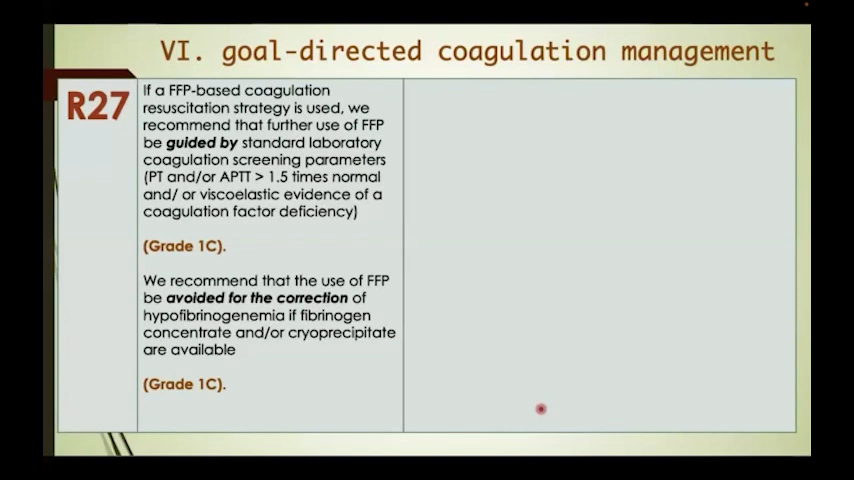 VI. goal-directed coagulation management
R27
If a FFP-based coagulation
resuscitation strategy is used, we
recommend that further use of FFP
be guided by standard laboratory
coagulation screening parameters
(PT and/or APTT > 1.5 times normal
and/ or viscoelastic evidence of a
coagulation factor deficiency)
(Grade 1C).
We recommend that the use of FFP
be avoided for the correction of
hypofibrinogenemia if fibrinogen
concentrate and/or cryoprecipitate
are available
(Grade 1C).